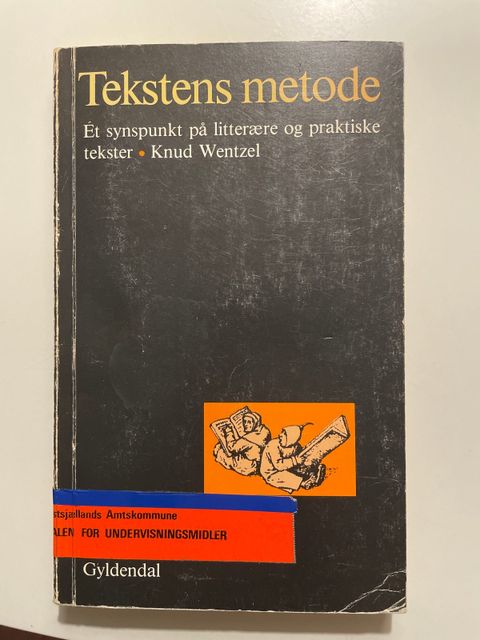 Tekstens metode
Ét synspunkt på litterære og praktiske
tekster • Knud Wentzel
stsjællands Amtskommune
ALEN FOR UNDERVISNINGSMIDLER
Gyldendal